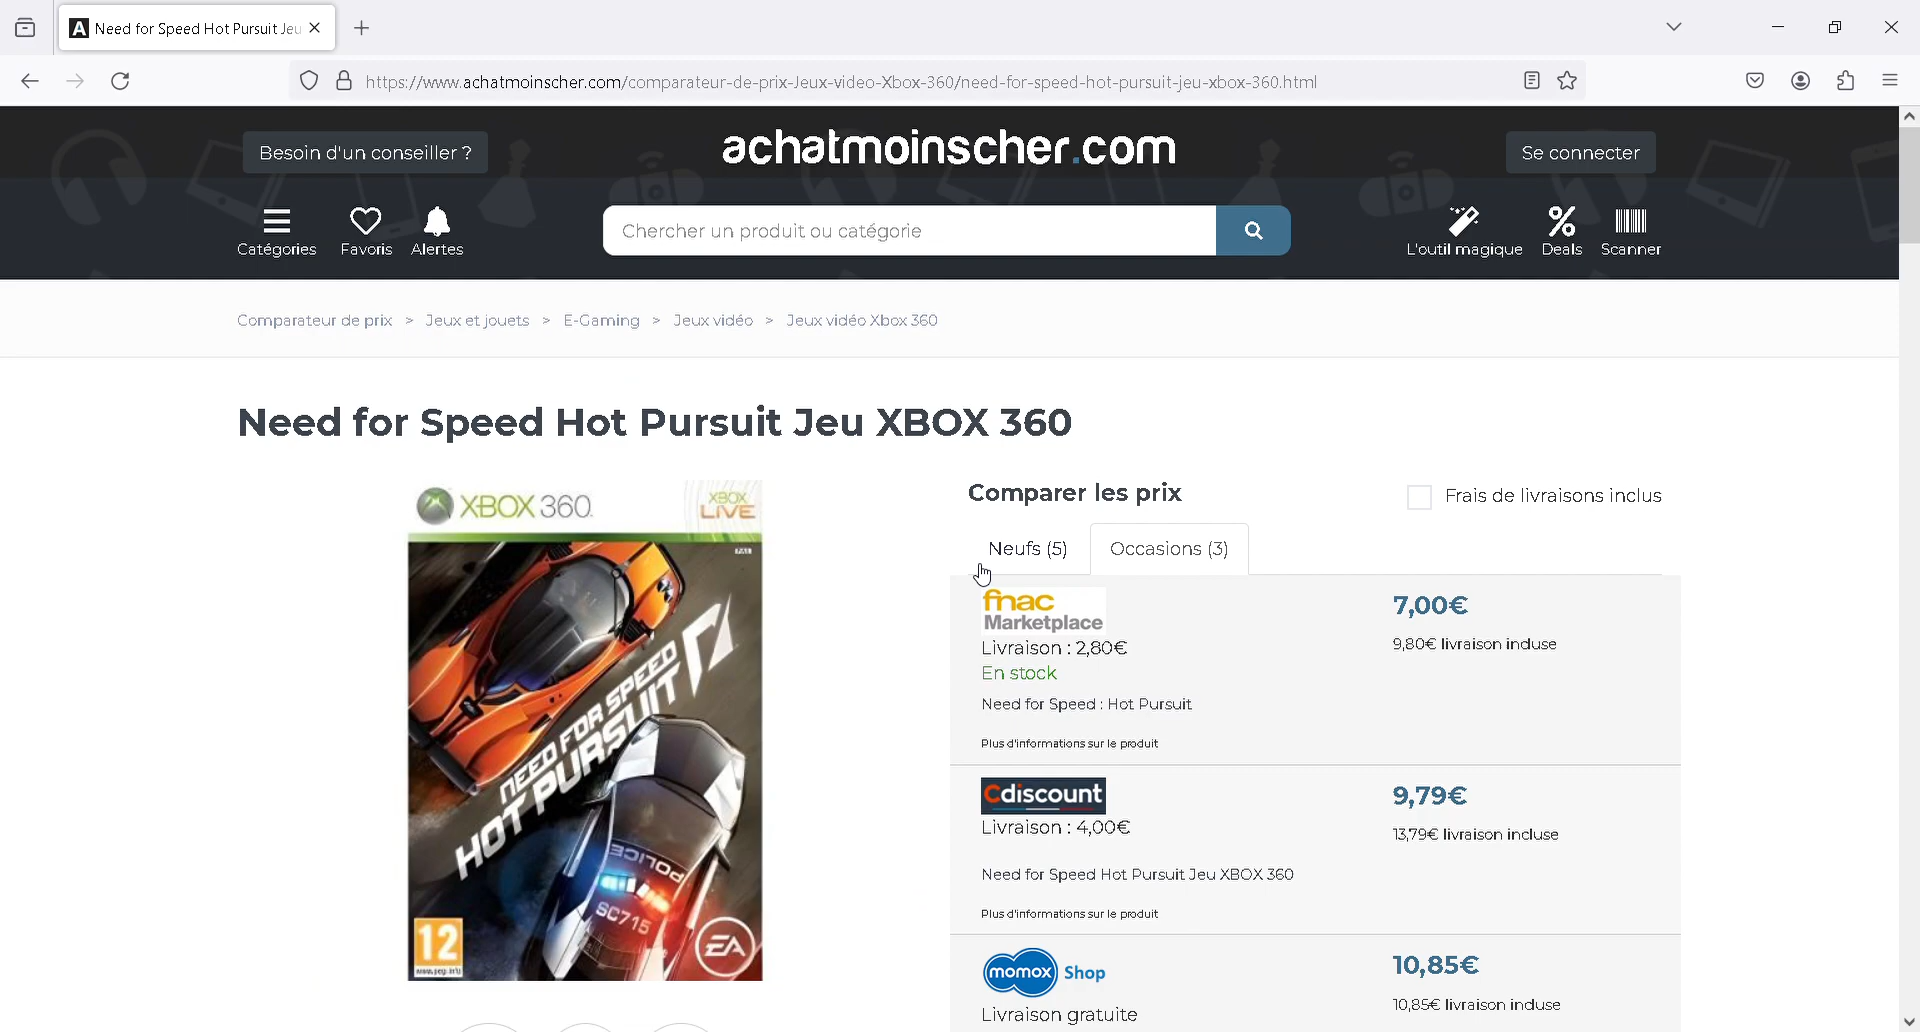 Need for Speed Hot Pursuit Jeu
https://www.achatmoinscher.com/comparateur-de-prix-Jeux-video-Xbox-360/need-for-speed-hot-pursuit-jeu-xbox-360.html
Besoin d'un conseiller ?
achatmoinscher.com
Se connecter
Catégories
Favoris
Alertes
Chercher un produit ou catégorie
L'outil magique
Deals
Scanner
Comparateur de prix > Jeux et jouets > E-Gaming > Jeux vidéo > Jeux vidéo Xbox 360
Need for Speed Hot Pursuit Jeu XBOX 360
XBOX 360
XBOX
LIVE
NEED FOR SPEED
HOT PURSUIT
POLICE
SC715
12
www.pegi.info
EA
Comparer les prix
Frais de livraisons inclus
Neufs (5)
Occasions (3)
fnac
Marketplace
7,00€
Livraison : 2,80€
9,80€ livraison incluse
En stock
Need for Speed : Hot Pursuit
Plus d'informations sur le produit
Cdiscount
9,79€
Livraison : 4,00€
13,79€ livraison incluse
Need for Speed Hot Pursuit Jeu XBOX 360
Plus d'informations sur le produit
momox Shop
10,85€
Livraison gratuite
10,85€ livraison incluse